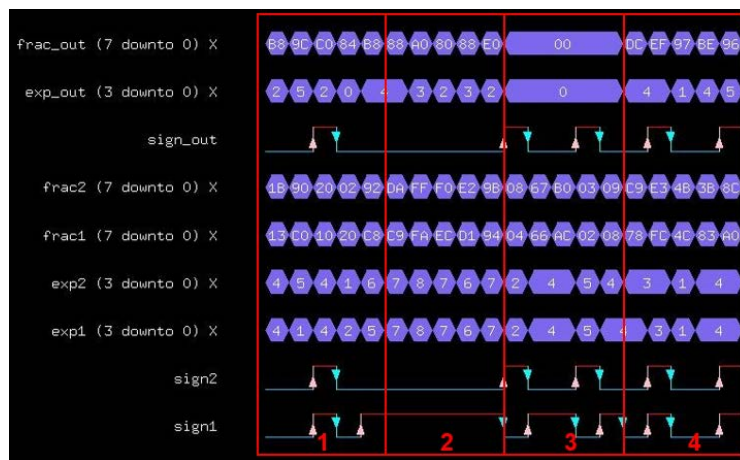 frac_out (7 downto 0) X B8 9C C0 84 B8 88 A0 80 88 E0 00 DC EF 97 BE 96
exp_out (3 downto 0) X 2 5 2 0 4 3 2 3 2 0 4 1 4 5
sign_out
frac2 (7 downto 0) X 1B 90 20 02 92 DA FF F0 E2 9B 08 67 B0 03 09 C9 E3 4B 3B 8C
frac1 (7 downto 0) X 13 C0 10 20 C8 C9 FA EC D1 94 04 66 AC 02 08 78 FC 4C 83 A0
exp2 (3 downto 0) X 4 5 4 1 6 7 8 7 6 7 2 4 5 4 3 1 4
exp1 (3 downto 0) X 4 1 4 2 5 7 8 7 6 7 2 4 5 4 3 1 4
sign2
sign1
1 2 3 4